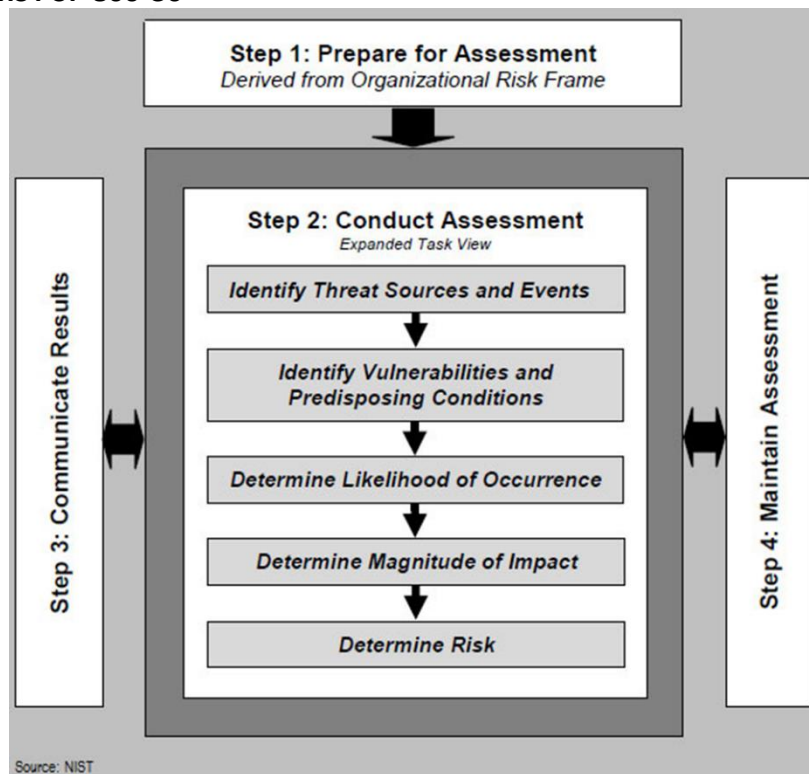 Step 1: Prepare for Assessment
Derived from Organizational Risk Frame
Step 2: Conduct Assessment
Expanded Task View
Identify Threat Sources and Events
Identify Vulnerabilities and
Predisposing Conditions
Determine Likelihood of Occurrence
Determine Magnitude of Impact
Determine Risk
Step 3: Communicate Results
Step 4: Maintain Assessment
Source: NIST